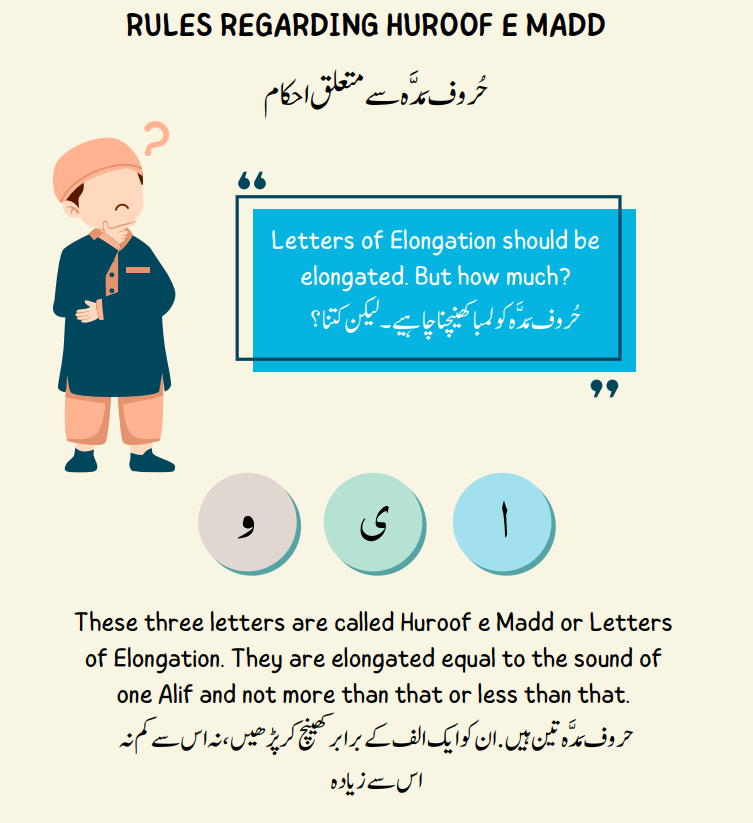 RULES REGARDING HUROOF E MADD
حُروف مَدَّہ سے متعلق احکام
Letters of Elongation should be
elongated. But how much?
حُروف مَدَّہ کو لمبا کھینچنا چاہیے۔ لیکن کتنا؟
ا ی و
These three letters are called Huroof e Madd or Letters
of Elongation. They are elongated equal to the sound of
one Alif and not more than that or less than that.
حروف مَدَّہ تین ہیں. ان کو ایک الف کے برابر کھینچ کر پڑھیں، نہ اس سے کم نہ
اس سے زیادہ